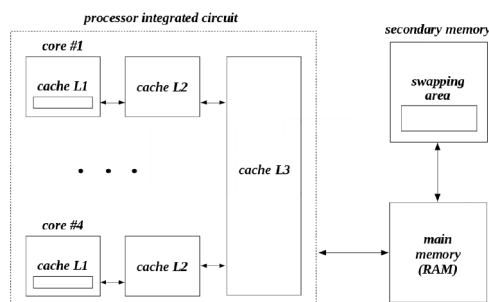 processor integrated circuit
secondary memory
core #1
cache L1
cache L2
swapping
area
cache L3
core #4
cache L1
cache L2
main
memory
(RAM)